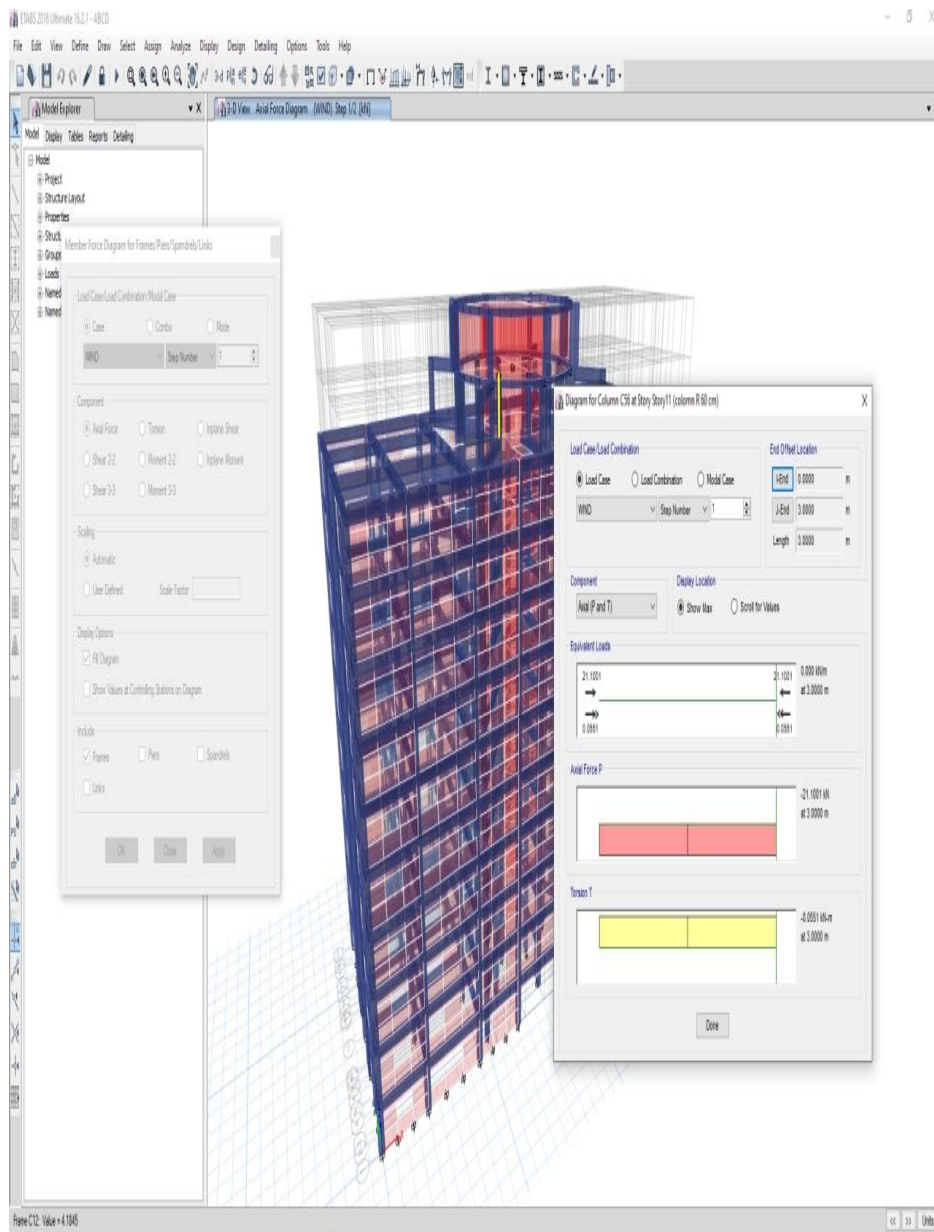 ETABS 2016 Ultimate 16.2.1 - ABCD
File Edit View Define Draw Select Assign Analyze Display Design Detailing Options Tools Help
Model Explorer
3-D View Axial Force Diagram (WIND) Step 1/2 [kN]
Model Display Tables Reports Detailing
Model
Project
Structure Layout
Properties
Struct
Groups
Loads
Named
Named
Member Force Diagram for Frames/Piers/Spandrels/Links
Load Case/Load Combination/Modal Case
Case Combo Mode
WIND Step Number 1
Component
Axial Force Torsion Inplane Shear
Shear 2-2 Moment 2-2 Inplane Moment
Shear 3-3 Moment 3-3
Scaling
Automatic
User Defined Scale Factor
Display Options
Fill Diagram
Show Values at Controlling Stations on Diagram
Include
Frames Piers Spandrels
Links
OK Close Apply
Diagram for Column C56 at Story Story11 (colomn R 60 cm)
Load Case/Load Combination
Load Case Load Combination Modal Case
WIND Step Number 1
End Offset Location
I-End 0.0000 m
J-End 3.0000 m
Length 3.0000 m
Component
Axial (P and T)
Display Location
Show Max Scroll for Values
Equivalent Loads
21.1001 21.1001
0.0551 0.0551
0.000 kN/m
at 3.0000 m
Axial Force P
-21.1001 kN
at 3.0000 m
Torsion T
-0.0551 kN-m
at 3.0000 m
Done
Frame C12: Value = 4.1845
<< >> Units